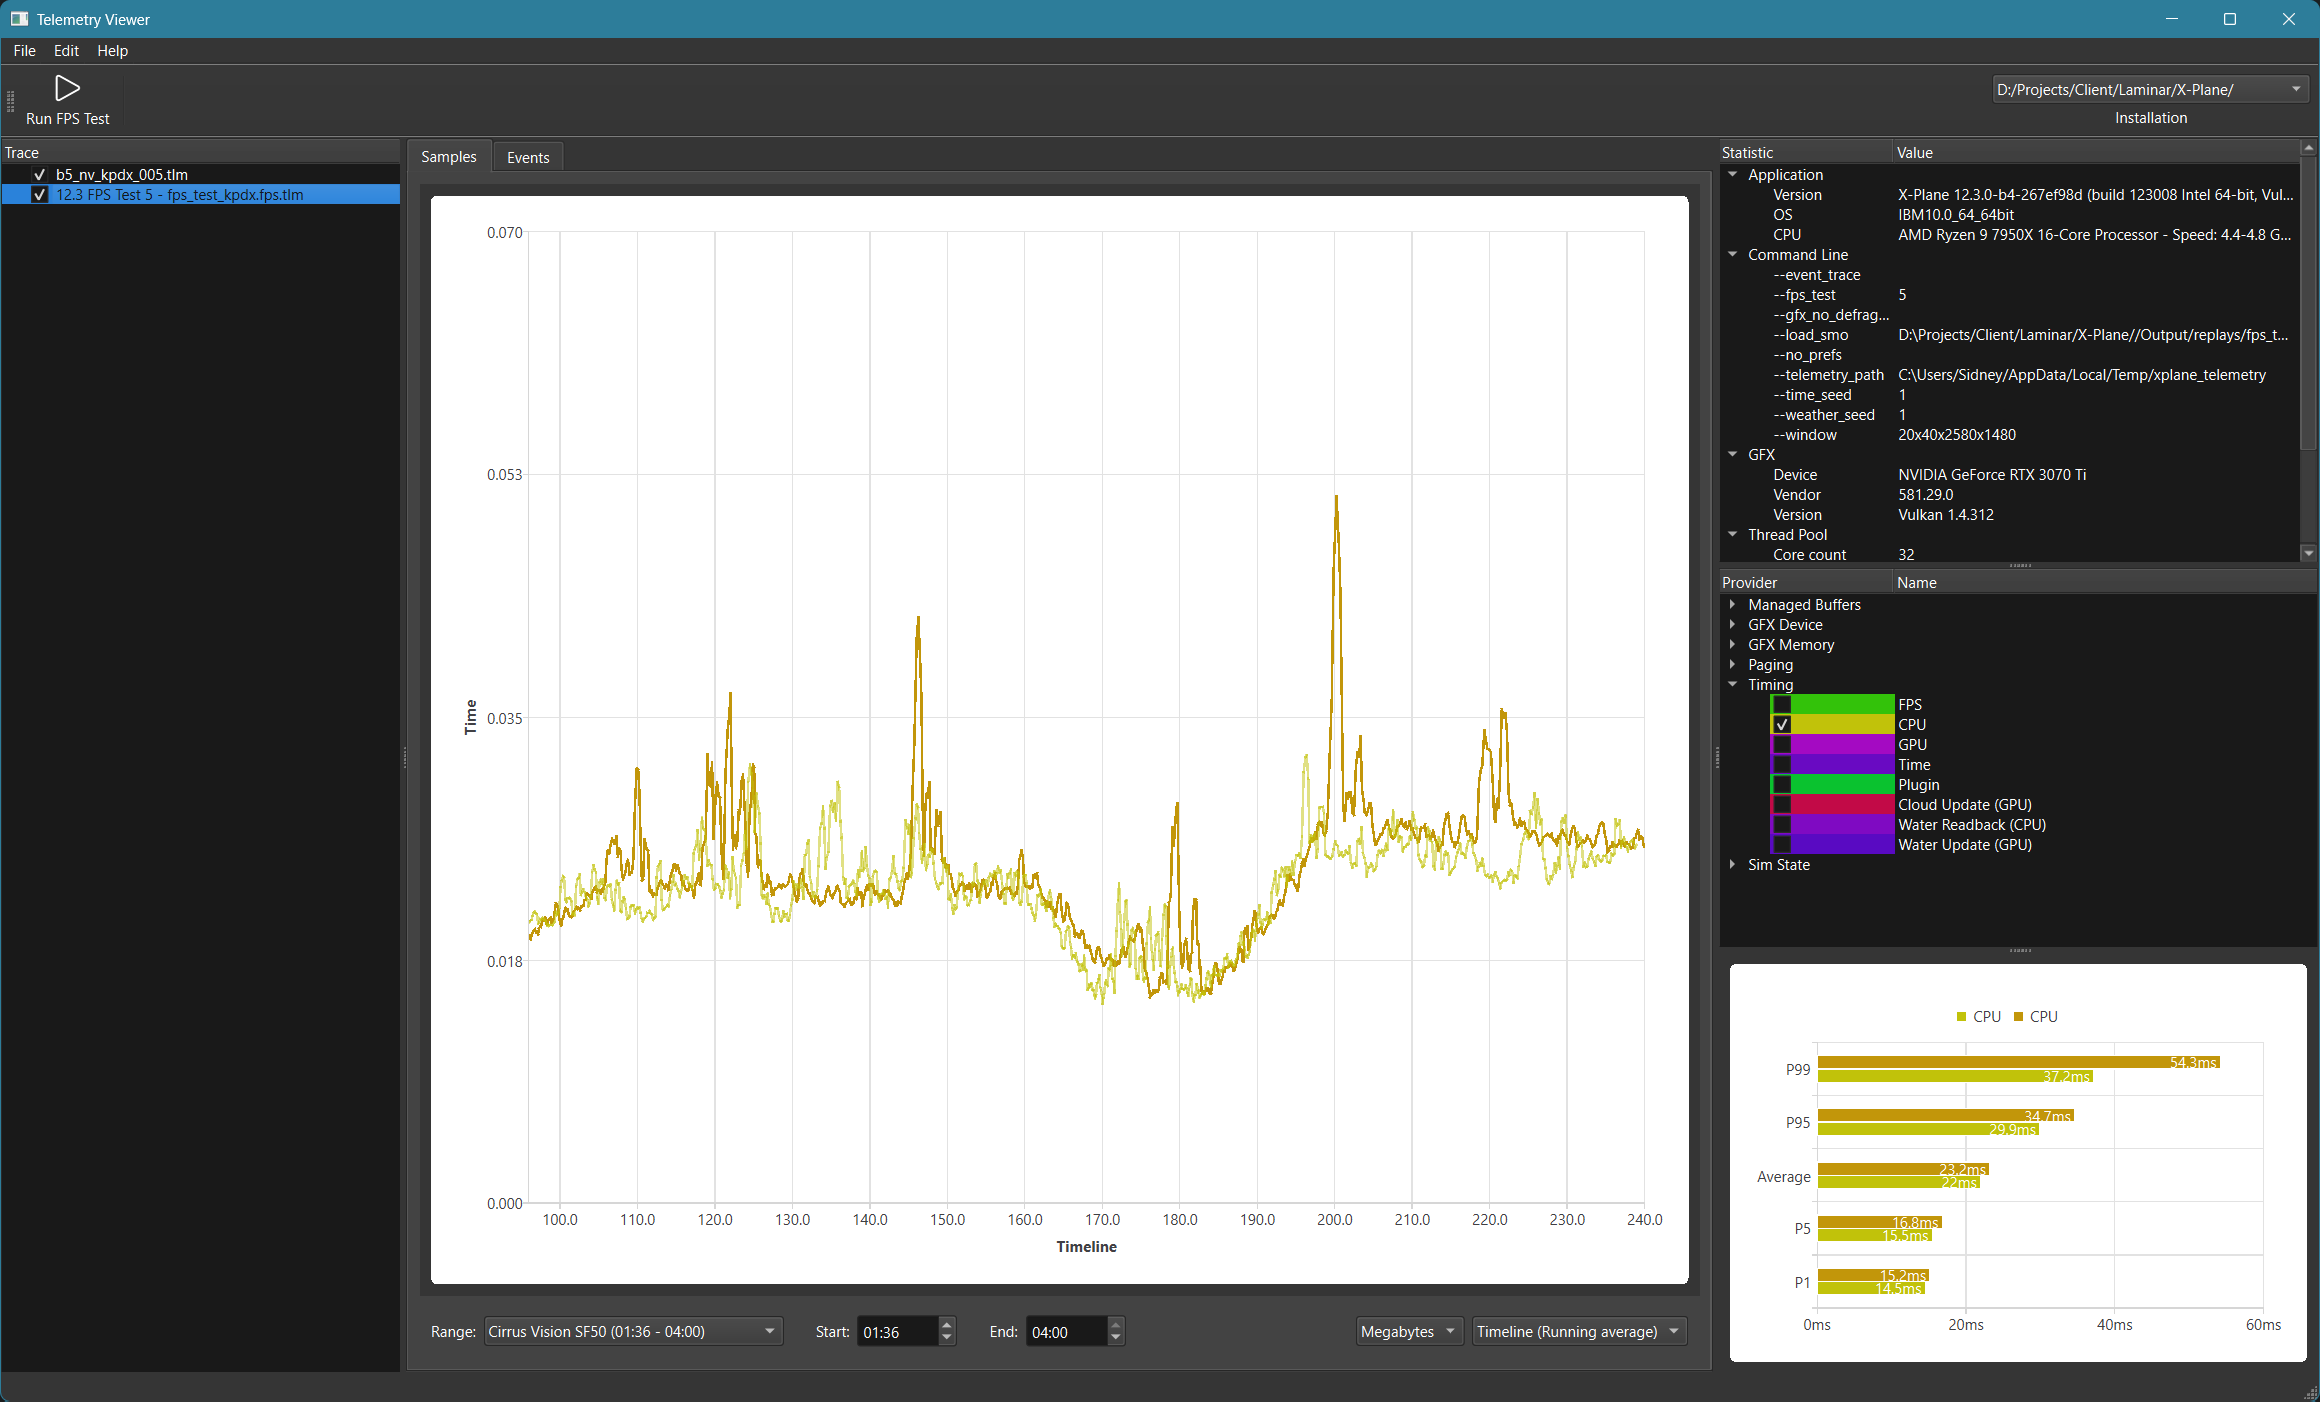 Telemetry Viewer
File Edit Help
Run FPS Test
D:/Projects/Client/Laminar/X-Plane/
Installation
Trace
b5_nv_kpdx_005.tlm
12.3 FPS Test 5 - fps_test_kpdx.fps.tlm
Samples Events
0.070
0.053
0.035
0.018
0.000
Time
100.0 110.0 120.0 130.0 140.0 150.0 160.0 170.0 180.0 190.0 200.0 210.0 220.0 230.0 240.0
Timeline
Range: Cirrus Vision SF50 (01:36 - 04:00) Start: 01:36 End: 04:00 Megabytes Timeline (Running average)
Statistic Value
Application
Version X-Plane 12.3.0-b4-267ef98d (build 123008 Intel 64-bit, Vul...
OS IBM10.0_64_64bit
CPU AMD Ryzen 9 7950X 16-Core Processor - Speed: 4.4-4.8 G...
Command Line
--event_trace
--fps_test 5
--gfx_no_defrag...
--load_smo D:\Projects/Client/Laminar/X-Plane//Output/replays/fps_t...
--no_prefs
--telemetry_path C:\Users/Sidney/AppData/Local/Temp/xplane_telemetry
--time_seed 1
--weather_seed 1
--window 20x40x2580x1480
GFX
Device NVIDIA GeForce RTX 3070 Ti
Vendor 581.29.0
Version Vulkan 1.4.312
Thread Pool
Core count 32
Provider Name
Managed Buffers
GFX Device
GFX Memory
Paging
Timing
FPS
CPU
GPU
Time
Plugin
Cloud Update (GPU)
Water Readback (CPU)
Water Update (GPU)
Sim State
CPU CPU
P99 54.3ms
37.2ms
P95 34.7ms
29.9ms
Average 23.2ms
22ms
P5 16.8ms
15.5ms
P1 15.2ms
14.5ms
0ms 20ms 40ms 60ms